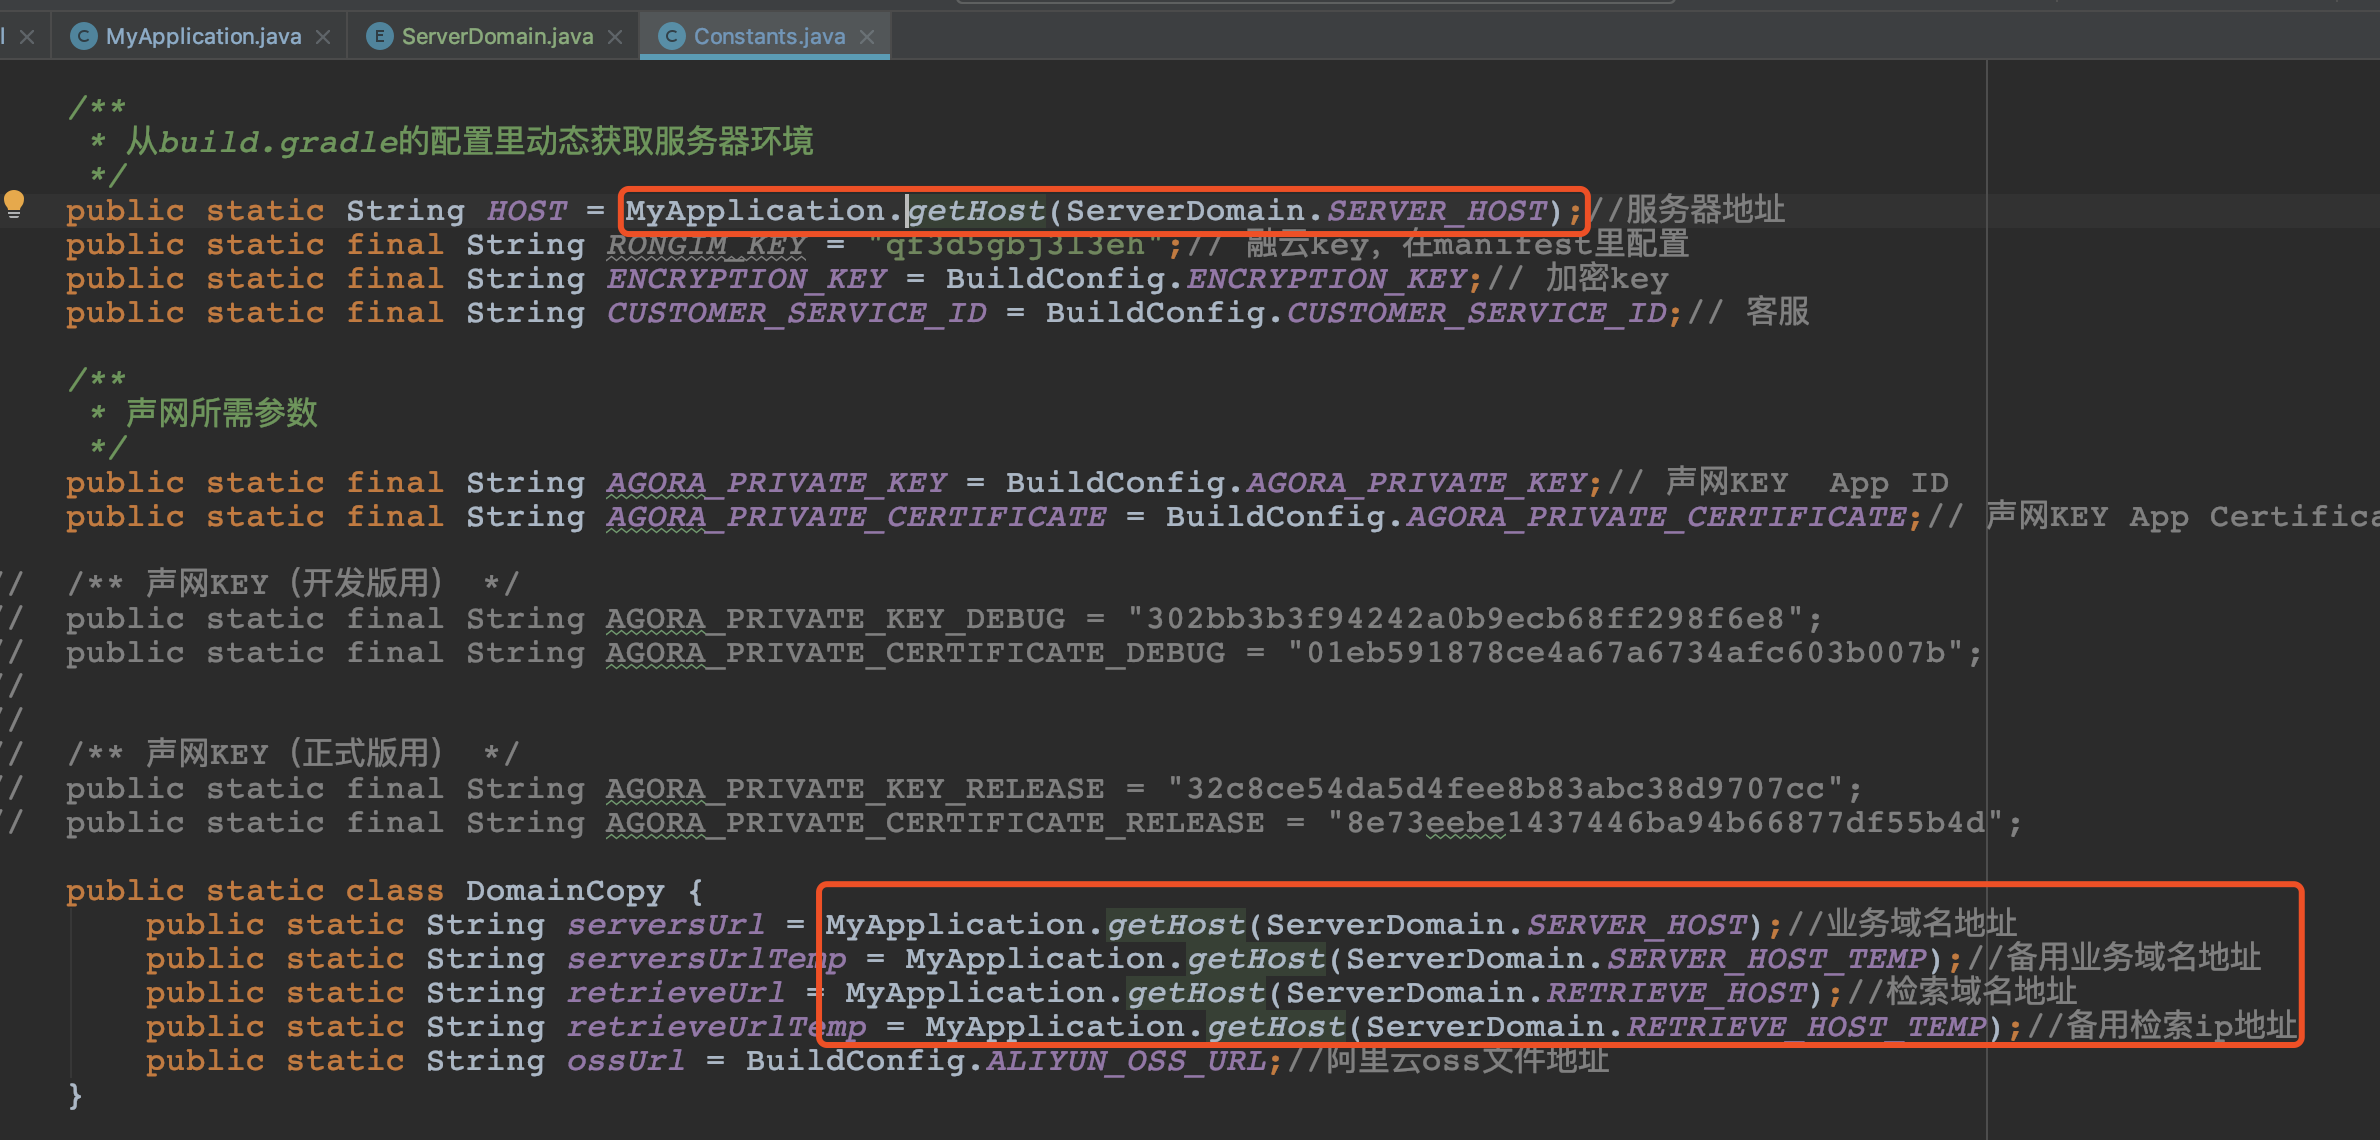 MyApplication.java ServerDomain.java Constants.java
/**
* 从build.gradle的配置里动态获取服务器环境
*/
public static String HOST = MyApplication.getHost(ServerDomain.SERVER_HOST);//服务器地址
public static final String RONGIM_KEY = "qf3d5gbj3l3eh";// 融云key, 在manifest里配置
public static final String ENCRYPTION_KEY = BuildConfig.ENCRYPTION_KEY;// 加密key
public static final String CUSTOMER_SERVICE_ID = BuildConfig.CUSTOMER_SERVICE_ID;// 客服
/**
* 声网所需参数
*/
public static final String AGORA_PRIVATE_KEY = BuildConfig.AGORA_PRIVATE_KEY;// 声网KEY  App ID
public static final String AGORA_PRIVATE_CERTIFICATE = BuildConfig.AGORA_PRIVATE_CERTIFICATE;// 声网KEY App Certifica
// /** 声网KEY（开发版用） */
// public static final String AGORA_PRIVATE_KEY_DEBUG = "302bb3b3f94242a0b9ecb68ff298f6e8";
// public static final String AGORA_PRIVATE_CERTIFICATE_DEBUG = "01eb591878ce4a67a6734afc603b007b";
//
//
// /** 声网KEY（正式版用） */
// public static final String AGORA_PRIVATE_KEY_RELEASE = "32c8ce54da5d4fee8b83abc38d9707cc";
// public static final String AGORA_PRIVATE_CERTIFICATE_RELEASE = "8e73eebe1437446ba94b66877df55b4d";
public static class DomainCopy {
public static String serversUrl = MyApplication.getHost(ServerDomain.SERVER_HOST);//业务域名地址
public static String serversUrlTemp = MyApplication.getHost(ServerDomain.SERVER_HOST_TEMP);//备用业务域名地址
public static String retrieveUrl = MyApplication.getHost(ServerDomain.RETRIEVE_HOST);//检索域名地址
public static String retrieveUrlTemp = MyApplication.getHost(ServerDomain.RETRIEVE_HOST_TEMP);//备用检索ip地址
public static String ossUrl = BuildConfig.ALIYUN_OSS_URL;//阿里云oss文件地址
}